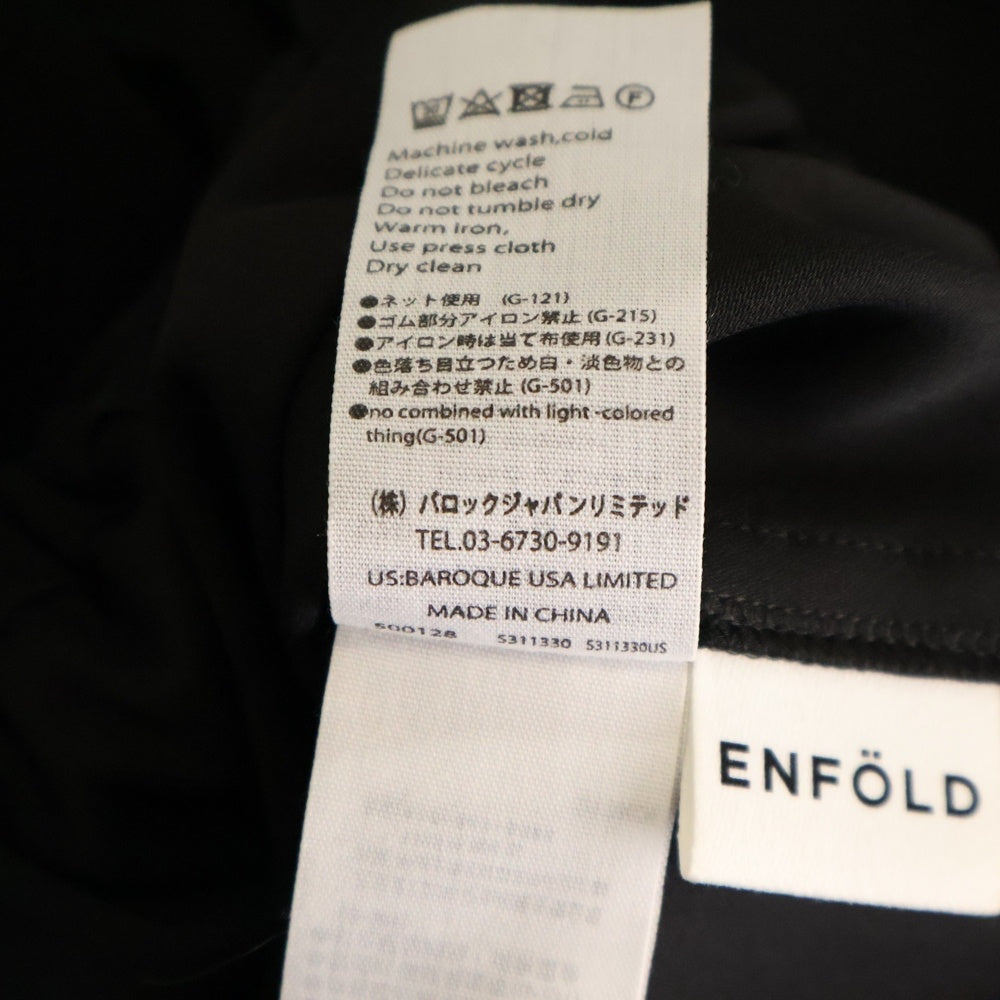 Machine wash,cold
Delicate cycle
Do not bleach
Do not tumble dry
Warm iron,
Use press cloth
Dry clean
●ネット使用 (G-121)
●ゴム部分アイロン禁止 (G-215)
●アイロン時は当て布使用 (G-231)
●色落ち目立つため白・淡色物との
組み合わせ禁止 (G-501)
●no combined with light -colored
thing(G-501)
(株) バロックジャパンリミテッド
TEL.03-6730-9191
US:BAROQUE USA LIMITED
MADE IN CHINA
500128 5311330 5311330US
ENFÖLD